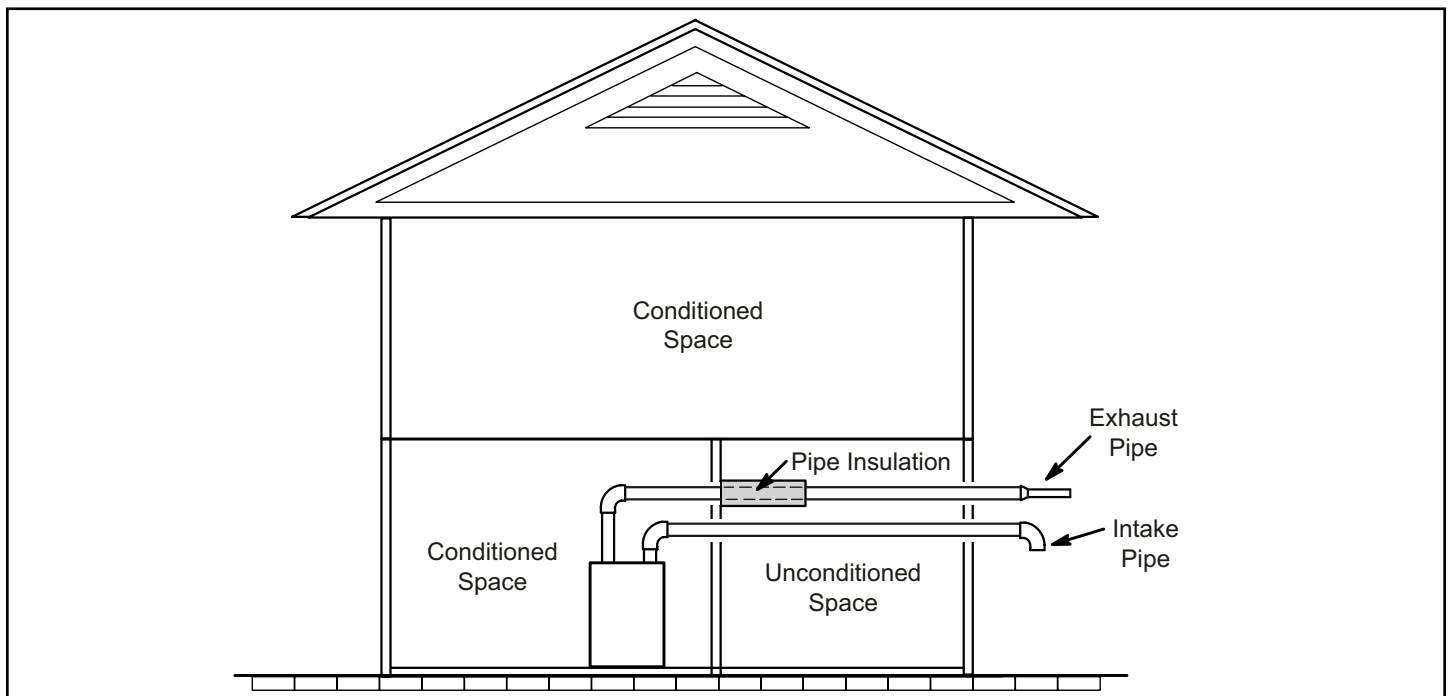 Conditioned
Space
Exhaust
Pipe
Pipe Insulation
Intake
Pipe
Conditioned
Space
Unconditioned
Space